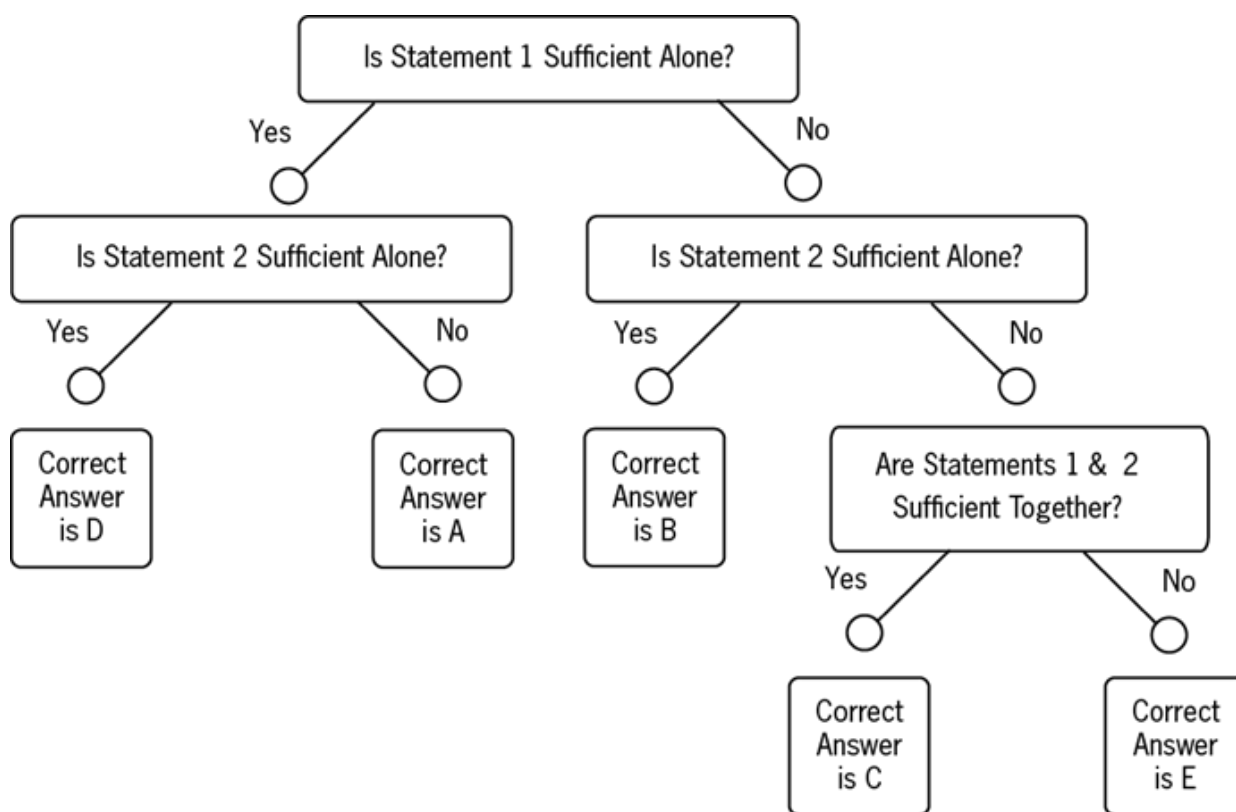 Is Statement 1 Sufficient Alone?
Yes
No
Is Statement 2 Sufficient Alone?
Is Statement 2 Sufficient Alone?
Yes
No
Yes
No
Correct
Answer
is D
Correct
Answer
is A
Correct
Answer
is B
Are Statements 1 & 2
Sufficient Together?
Yes
No
Correct
Answer
is C
Correct
Answer
is E